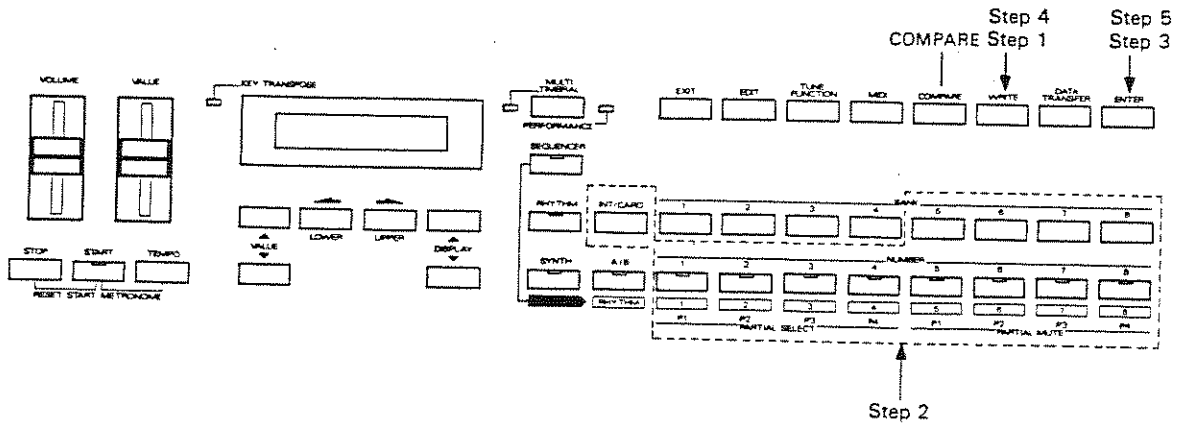 Step 4 Step 5
COMPARE Step 1 Step 3
VOLUME VALUE KEY TRANSPOSE MULTI TIMBRAL EXIT EDIT TUNE FUNCTION MIDI COMPARE WRITE DATA TRANSFER ENTER
PERFORMANCE
SEQUENCER
RHYTHM INT/CARD 1 2 3 4 BANK 5 6 7 8
VALUE LOWER UPPER DISPLAY
STOP START TEMPO SYNTH A/B NUMBER
1 2 3 4 5 6 7 8
RESET START METRONOME RHYTHM 1 2 3 4 5 6 7 8
P1 P2 P3 P4 P1 P2 P3 P4
PARTIAL SELECT PARTIAL MUTE
Step 2